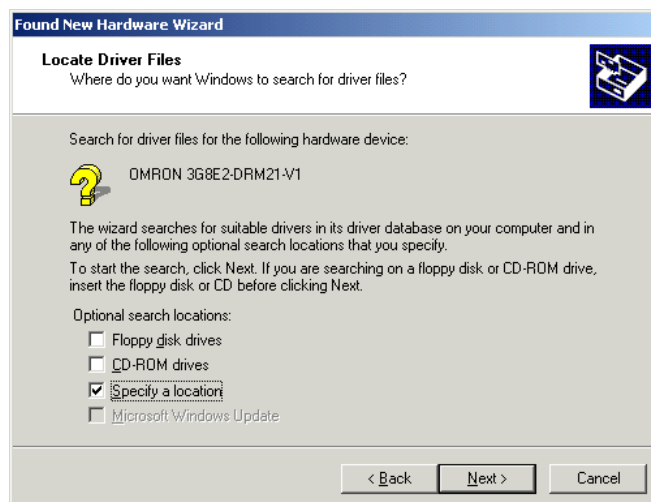 Found New Hardware Wizard
Locate Driver Files
Where do you want Windows to search for driver files?
Search for driver files for the following hardware device:
OMRON 3G8E2-DRM21-V1
The wizard searches for suitable drivers in its driver database on your computer and in
any of the following optional search locations that you specify.
To start the search, click Next. If you are searching on a floppy disk or CD-ROM drive,
insert the floppy disk or CD before clicking Next.
Optional search locations:
Floppy disk drives
CD-ROM drives
Specify a location
Microsoft Windows Update
< Back Next > Cancel